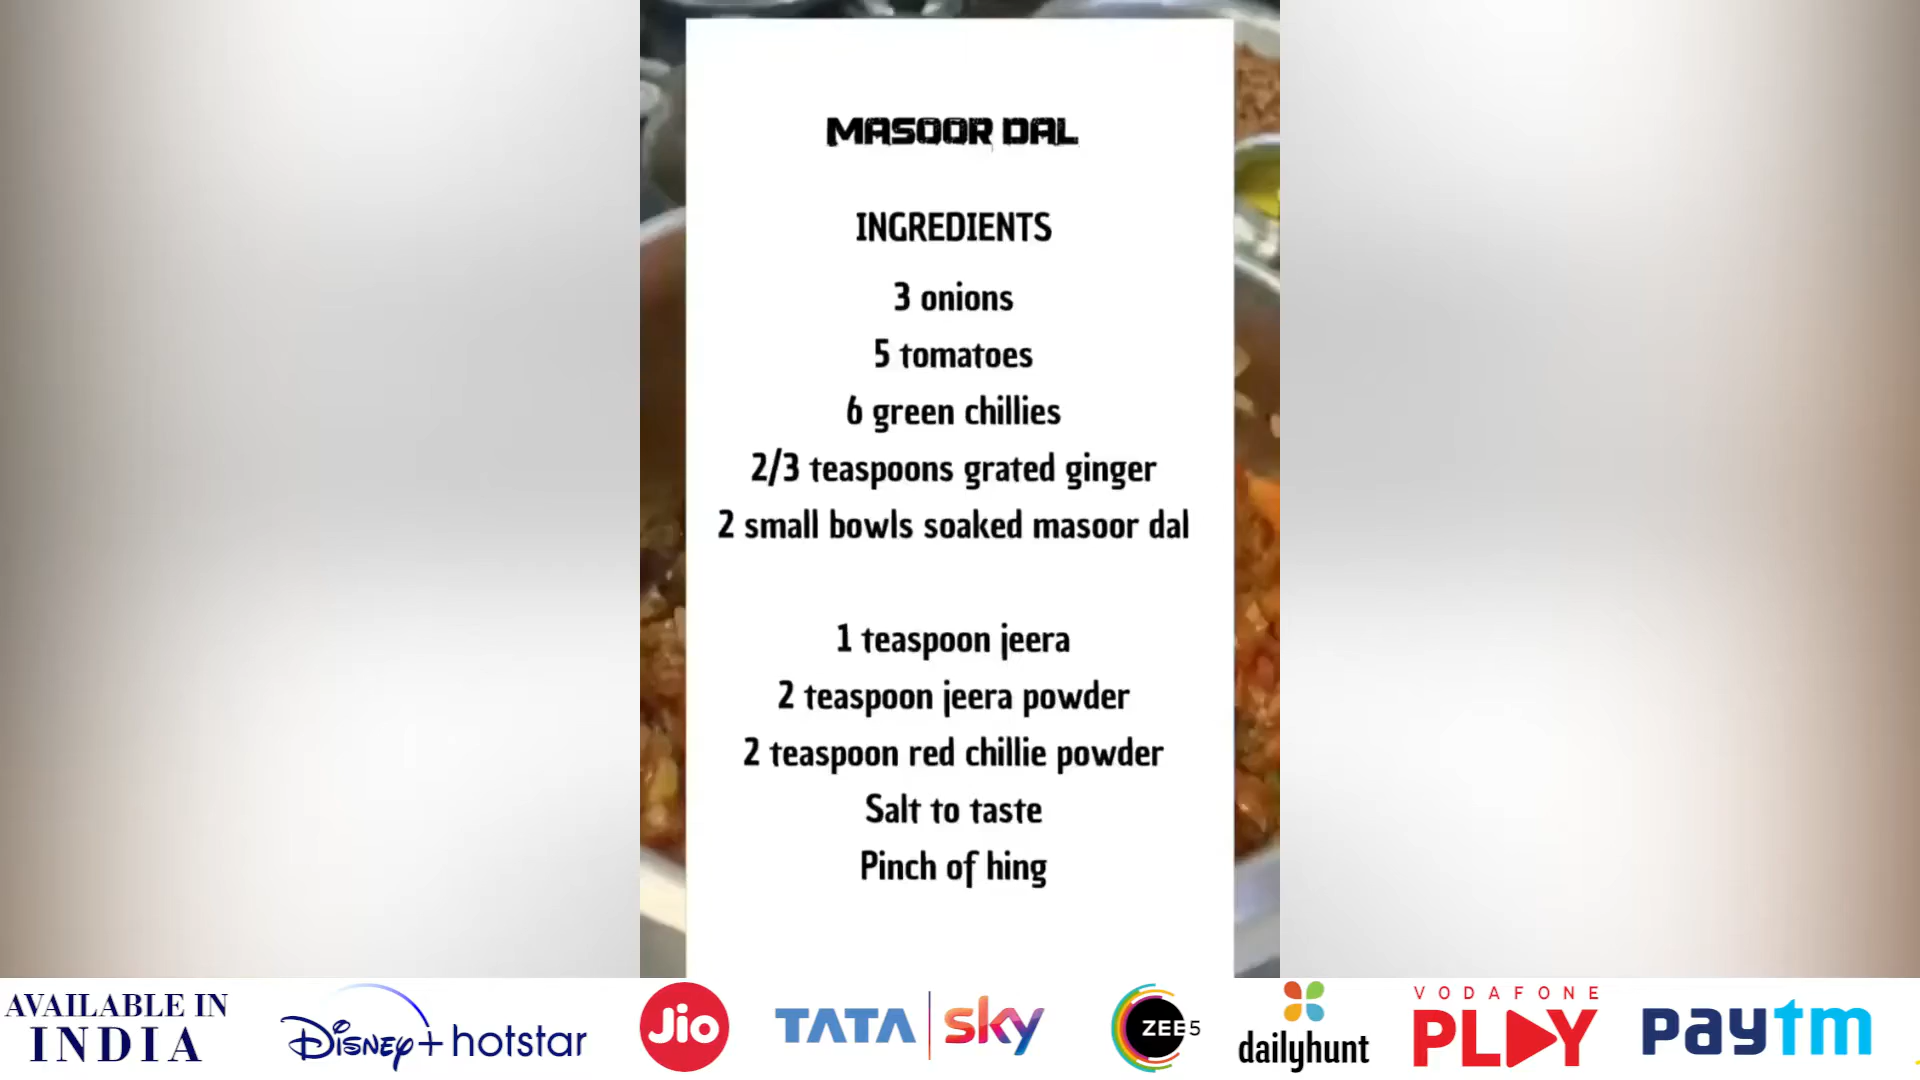 MASOOR DAL
INGREDIENTS
3 onions
5 tomatoes
6 green chillies
2/3 teaspoons grated ginger
2 small bowls soaked masoor dal
1 teaspoon jeera
2 teaspoon jeera powder
2 teaspoon red chillie powder
Salt to taste
Pinch of hing
AVAILABLE IN
INDIA
Disney+ hotstar
Jio
TATA sky
ZEE5
dailyhunt
VODAFONE
PLAY
paytm